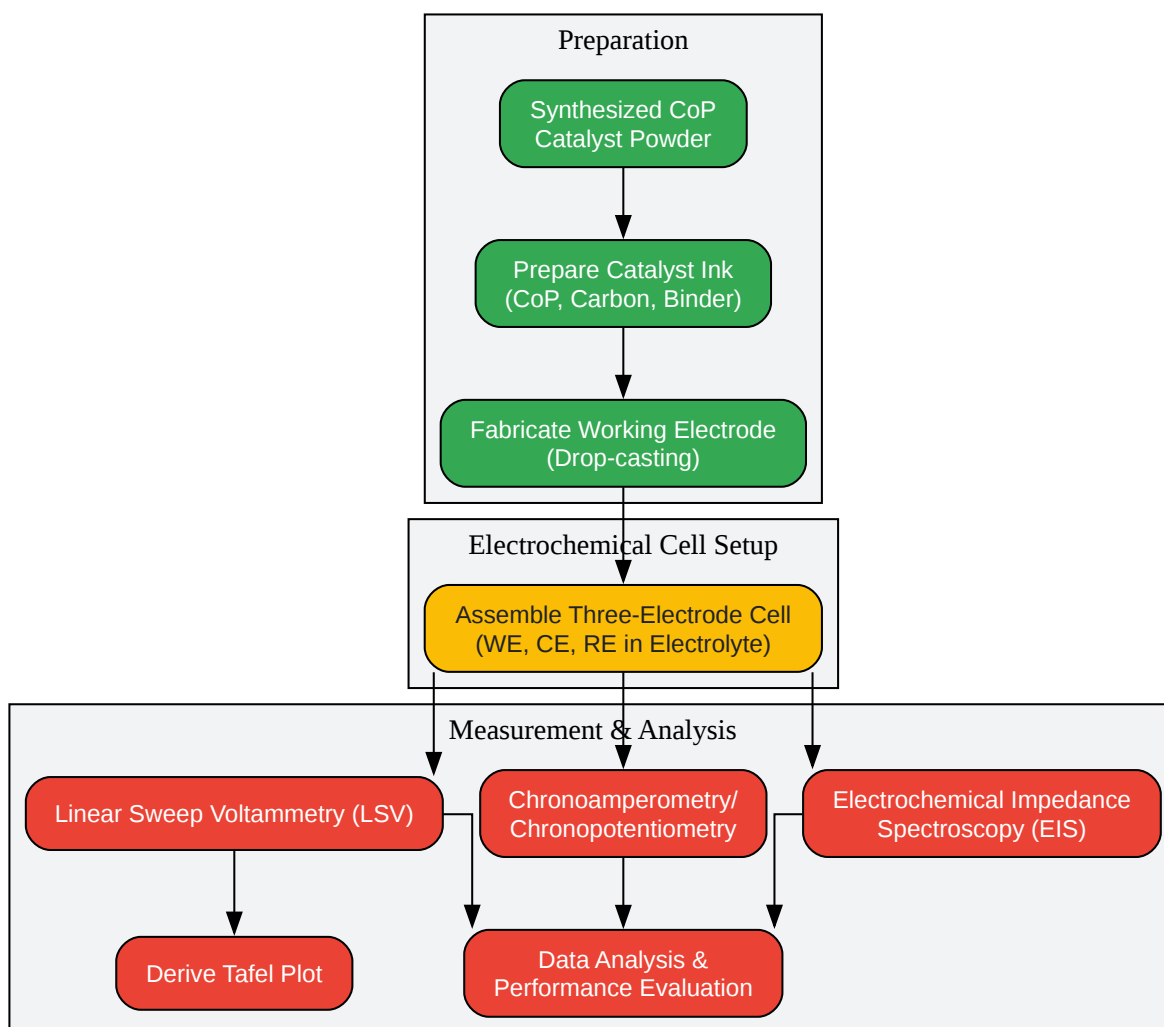 Preparation
Synthesized CoP
Catalyst Powder
Prepare Catalyst Ink
(CoP, Carbon, Binder)
Fabricate Working Electrode
(Drop-casting)
Electrochemical Cell Setup
Assemble Three-Electrode Cell
(WE, CE, RE in Electrolyte)
Measurement & Analysis
Linear Sweep Voltammetry (LSV)
Chronoamperometry/
Chronopotentiometry
Electrochemical Impedance
Spectroscopy (EIS)
Derive Tafel Plot
Data Analysis &
Performance Evaluation